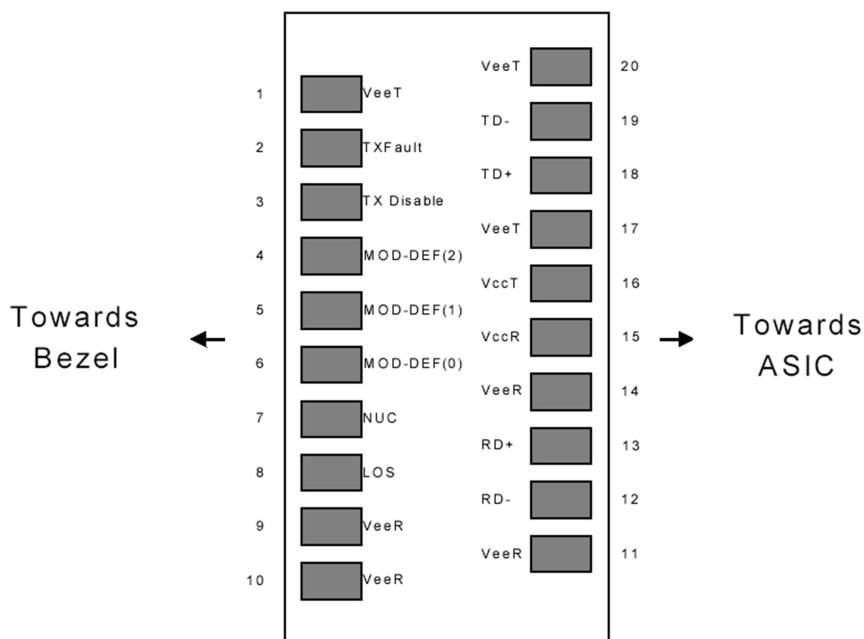 VeeT 20
1 VeeT
TD- 19
2 TXFault
TD+ 18
3 TX Disable
VeeT 17
4 MOD-DEF(2)
VccT 16
5 MOD-DEF(1)
Towards
Bezel
VccR 15
Towards
ASIC
6 MOD-DEF(0)
VeeR 14
7 NUC
RD+ 13
8 LOS
RD- 12
9 VeeR
VeeR 11
10 VeeR